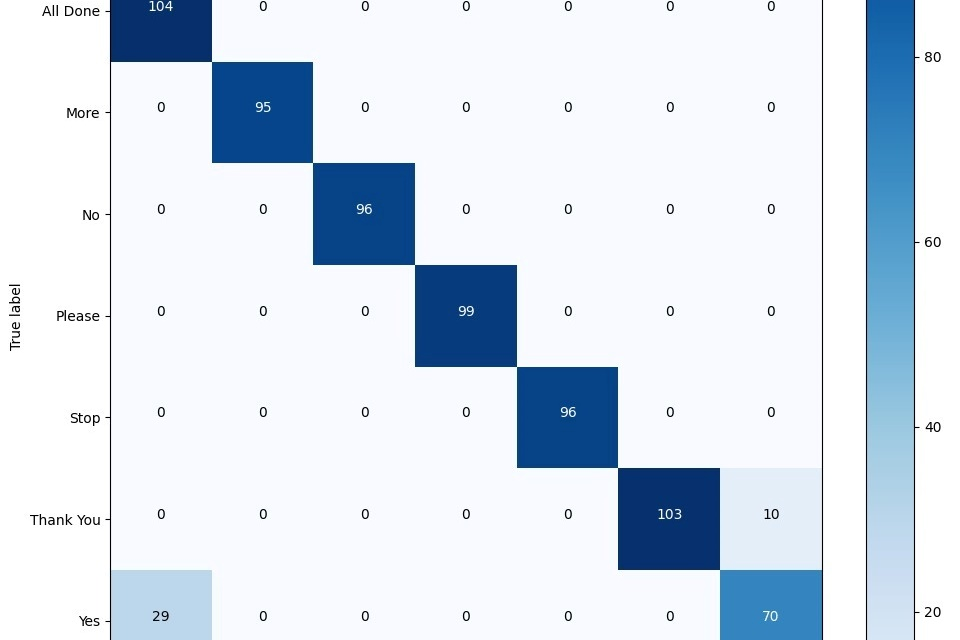 All Done 104 0 0 0 0 0 0
80
More 0 95 0 0 0 0 0
No 0 0 96 0 0 0 0
60
True label
Please 0 0 0 99 0 0 0
Stop 0 0 0 0 96 0 0
40
Thank You 0 0 0 0 0 103 10
20
Yes 29 0 0 0 0 0 70